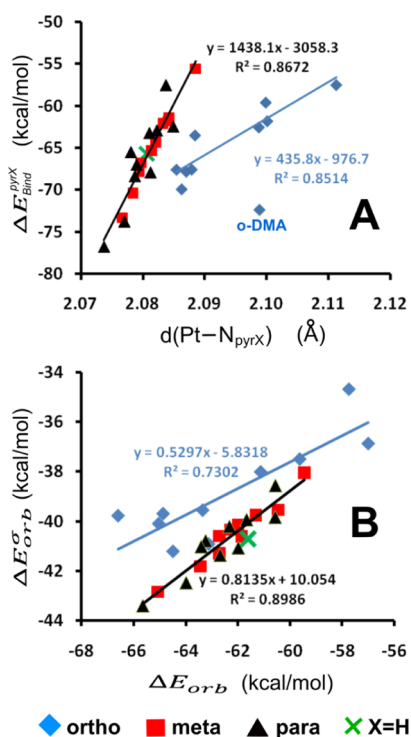 -50
-55
-60
-65
-70
-75
-80
ΔE_Bind^pyrX (kcal/mol)
y = 1438.1x - 3058.3
R² = 0.8672
435.8x - 976.7
R² = 0.8514
o-DMA
A
2.07 2.08 2.09 2.10 2.11 2.12
d(Pt−N_pyrX) (Å)
-34
-36
-38
-40
-42
-44
ΔE_orb^σ (kcal/mol)
y = 0.5297x - 5.8318
R² = 0.7302
B
y = 0.8135x + 10.054
R² = 0.8986
-68 -66 -64 -62 -60 -58 -56
ΔE_orb (kcal/mol)
ortho meta para X=H